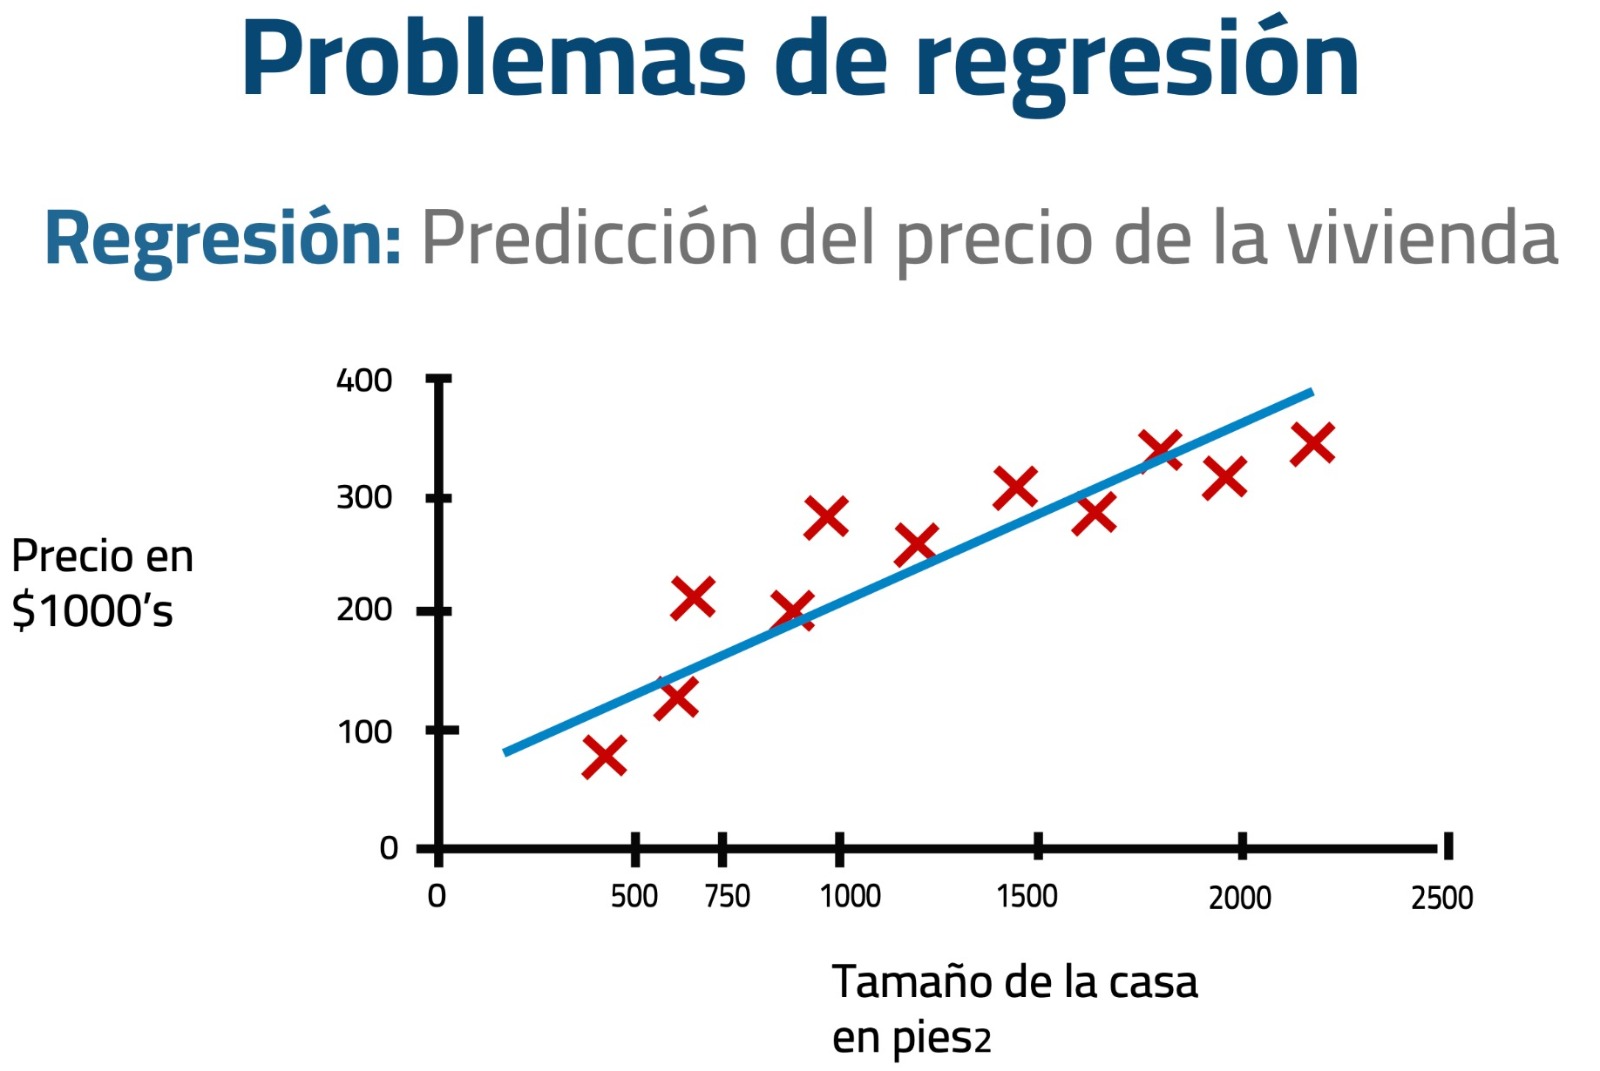 Problemas de regresión
Regresión: Predicción del precio de la vivienda
400
300
Precio en
$1000's
200
100
0
0 500 750 1000 1500 2000 2500
Tamaño de la casa
en pies2